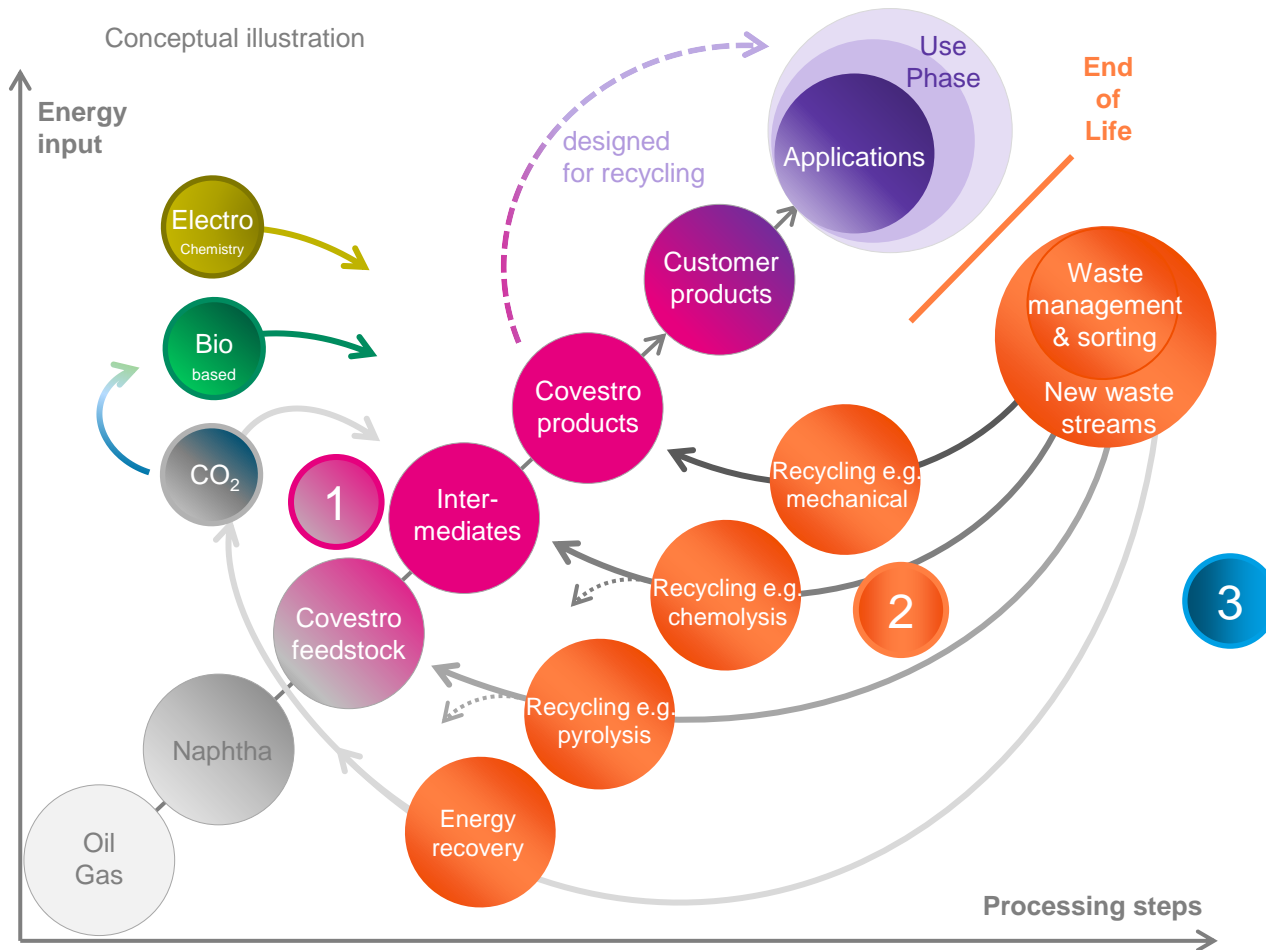 Conceptual illustration
Energy
input
Use
Phase
End
of
Life
designed
for recycling
Applications
Electro
Chemistry
Customer
products
Waste
management
& sorting
New waste
streams
Bio
based
Covestro
products
CO₂
1
Inter-
mediates
Recycling e.g.
mechanical
Recycling e.g.
chemolysis
2
3
Covestro
feedstock
Recycling e.g.
pyrolysis
Naphtha
Energy
recovery
Oil
Gas
Processing steps